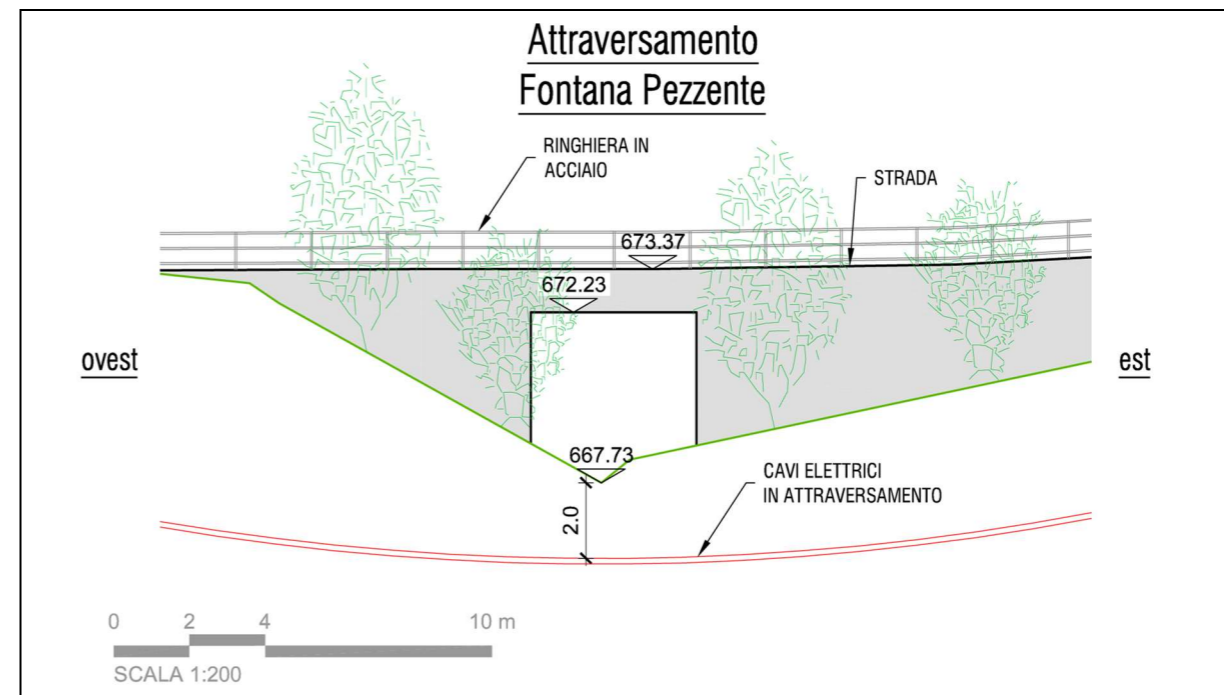 Attraversamento
Fontana Pezzente
RINGHIERA IN
ACCIAIO
STRADA
673.37
672.23
ovest
est
667.73
CAVI ELETTRICI
IN ATTRAVERSAMENTO
2.0
0 2 4 10 m
SCALA 1:200